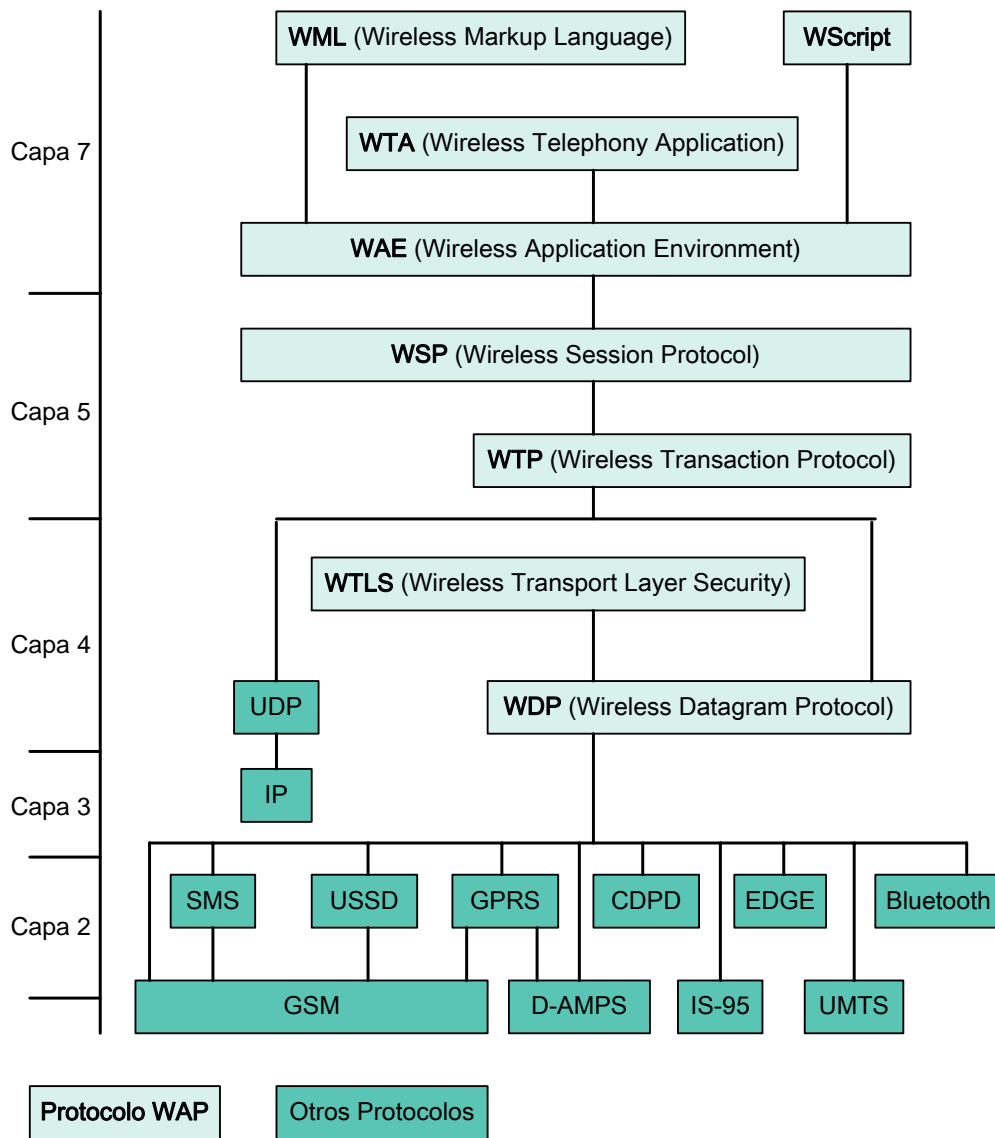 WML (Wireless Markup Language)
WScript
Capa 7
WTA (Wireless Telephony Application)
WAE (Wireless Application Environment)
WSP (Wireless Session Protocol)
Capa 5
WTP (Wireless Transaction Protocol)
WTLS (Wireless Transport Layer Security)
Capa 4
UDP
WDP (Wireless Datagram Protocol)
Capa 3
IP
SMS
USSD
GPRS
CDPD
EDGE
Bluetooth
Capa 2
GSM
D-AMPS
IS-95
UMTS
Protocolo WAP
Otros Protocolos